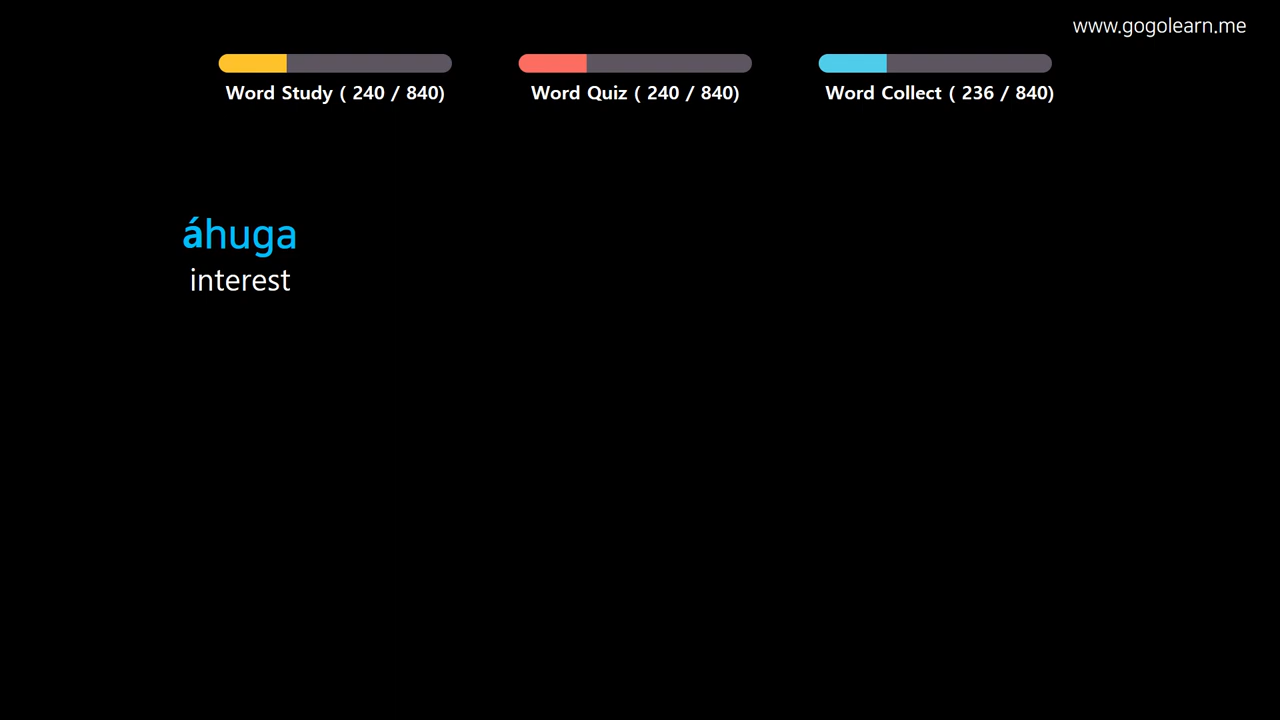 www.gogolearn.me
Word Study ( 240 / 840)
Word Quiz ( 240 / 840)
Word Collect ( 236 / 840)
áhuga
interest